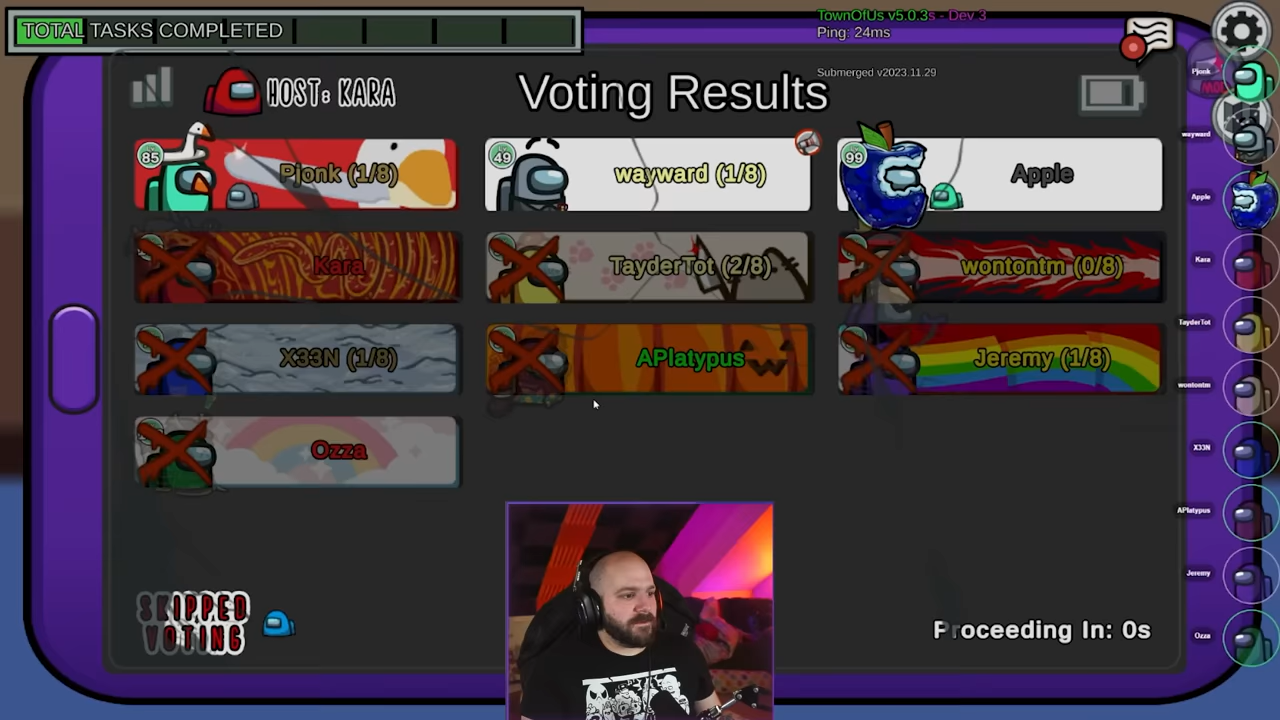 TOTAL TASKS COMPLETED
TownOfUs v5.0.3s - Dev 3
Ping: 24ms
Submerged v2023.11.29
HOST: KARA
Voting Results
85
Pjonk (1/8)
49
wayward (1/8)
99
Apple
Kara
TayderTot (2/8)
wontontm (0/8)
X33N (1/8)
APlatypus
Jeremy (1/8)
Ozza
SKIPPED
VOTING
Proceeding In: 0s
Pjonk
wayward
Apple
Kara
TayderTot
wontontm
X33N
APlatypus
Jeremy
Ozza